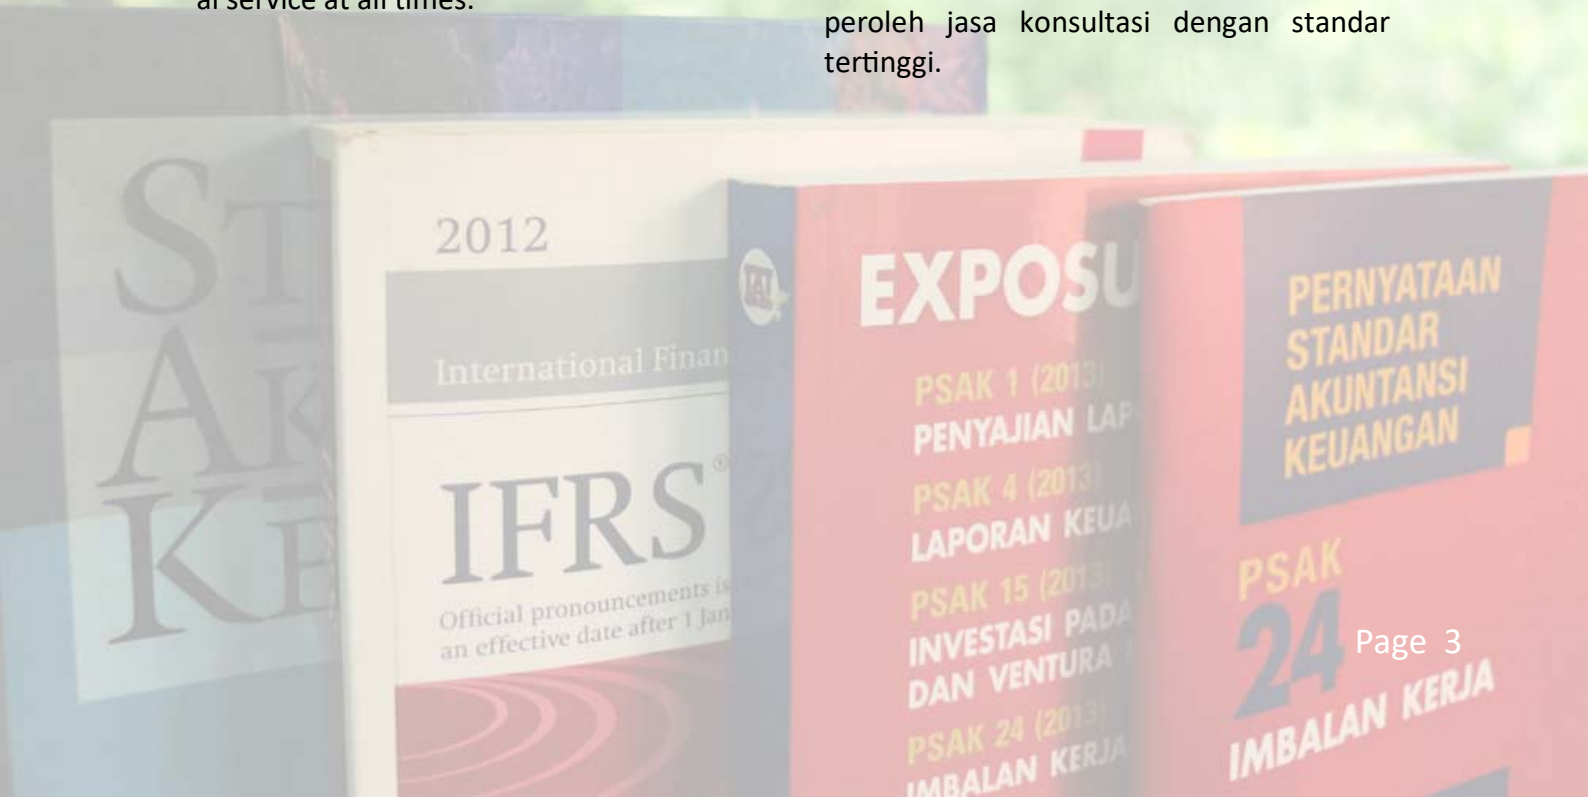 al service at all times.
peroleh jasa konsultasi dengan standar
tertinggi.
2012
International Finan
IFRS®
Official pronouncements is
an effective date after 1 Jan
IAI
EXPOSU
PSAK 1 (2013)
PENYAJIAN LAP
PSAK 4 (2013)
LAPORAN KEUA
PSAK 15 (2013)
INVESTASI PADA
DAN VENTURA
PSAK 24 (2013)
IMBALAN KERJA
PERNYATAAN
STANDAR
AKUNTANSI
KEUANGAN
PSAK
24
IMBALAN KERJA
Page 3